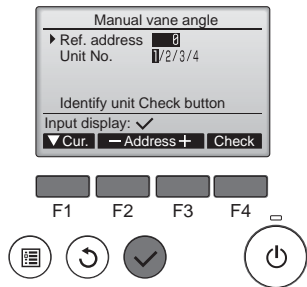 Manual vane angle
Ref. address 0
Unit No. 1/2/3/4
Identify unit Check button
Input display: ✓
▼ Cur. − Address + Check
F1 F2 F3 F4